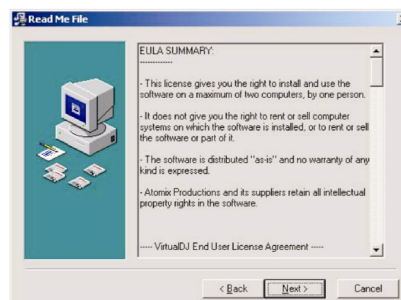 Read Me File
EULA SUMMARY:
-------------
- This license gives you the right to install and use the
software on a maximum of two computers, by one person.
- It does not give you the right to rent or sell computer
systems on which the software is installed, or to rent or sell
the software or part of it.
- The software is distributed "as-is" and no warranty of any
kind is expressed.
- Atomix Productions and its suppliers retain all intellectual
property rights in the software.
----- VirtualDJ End User License Agreement -----
< Back Next > Cancel